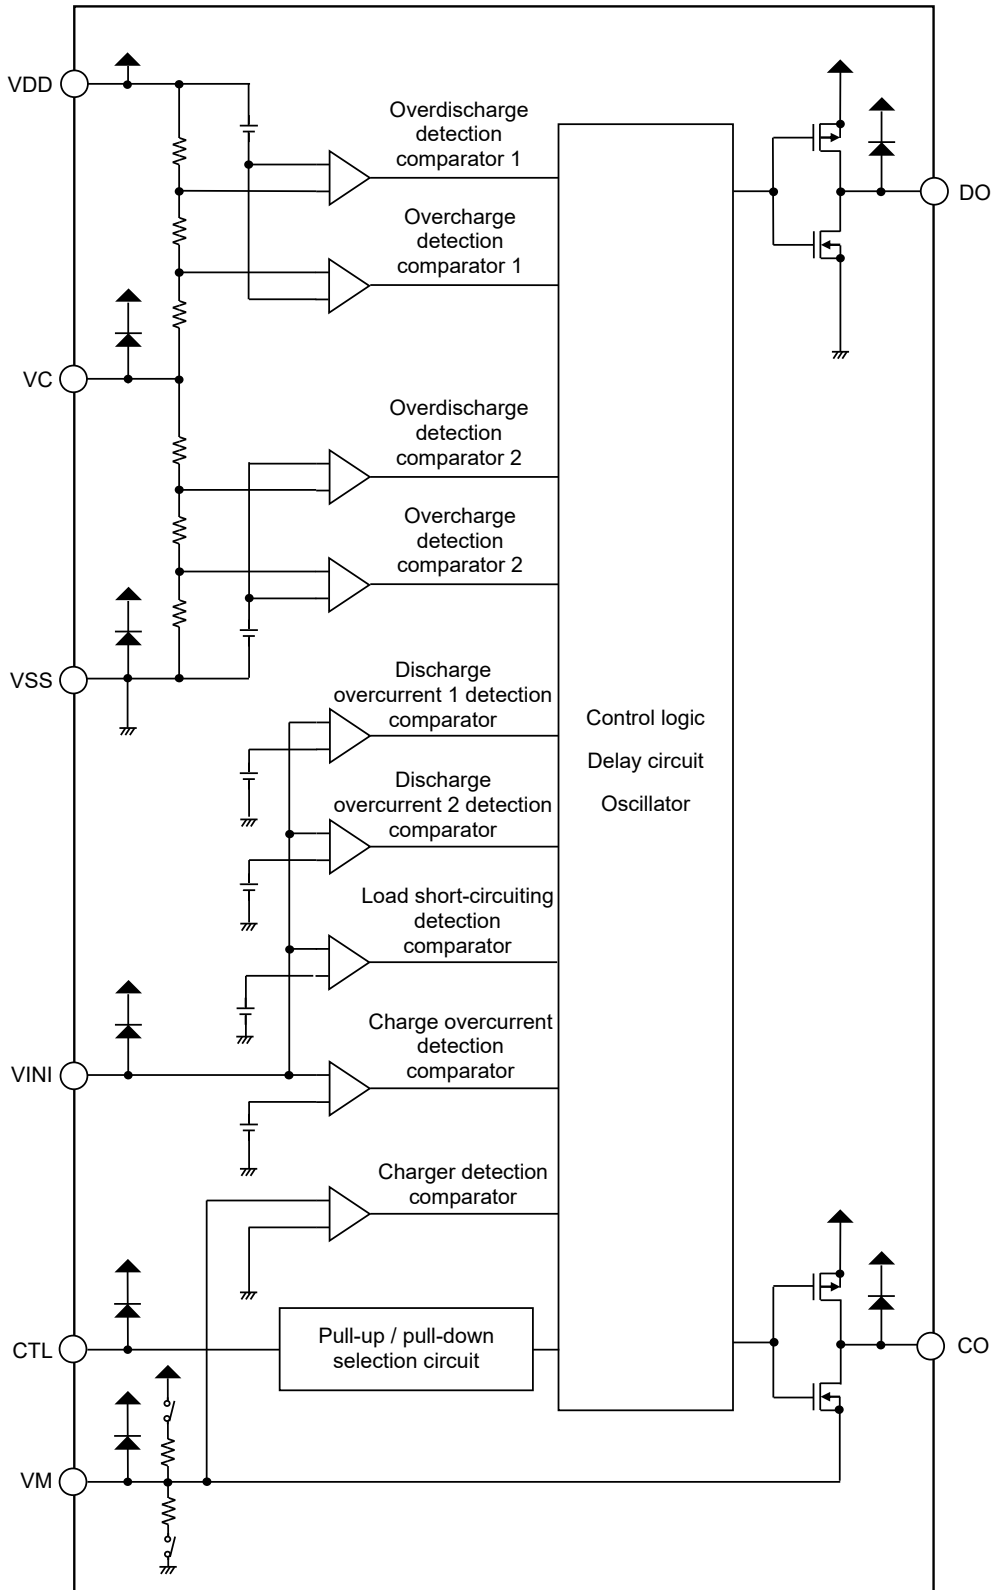 VDD
Overdischarge
detection
comparator 1
DO
Overcharge
detection
comparator 1
VC
Overdischarge
detection
comparator 2
Overcharge
detection
comparator 2
VSS
Discharge
overcurrent 1 detection
comparator
Control logic
Delay circuit
Oscillator
Discharge
overcurrent 2 detection
comparator
Load short-circuiting
detection
comparator
Charge overcurrent
detection
comparator
VINI
Charger detection
comparator
CTL
Pull-up / pull-down
selection circuit
CO
VM